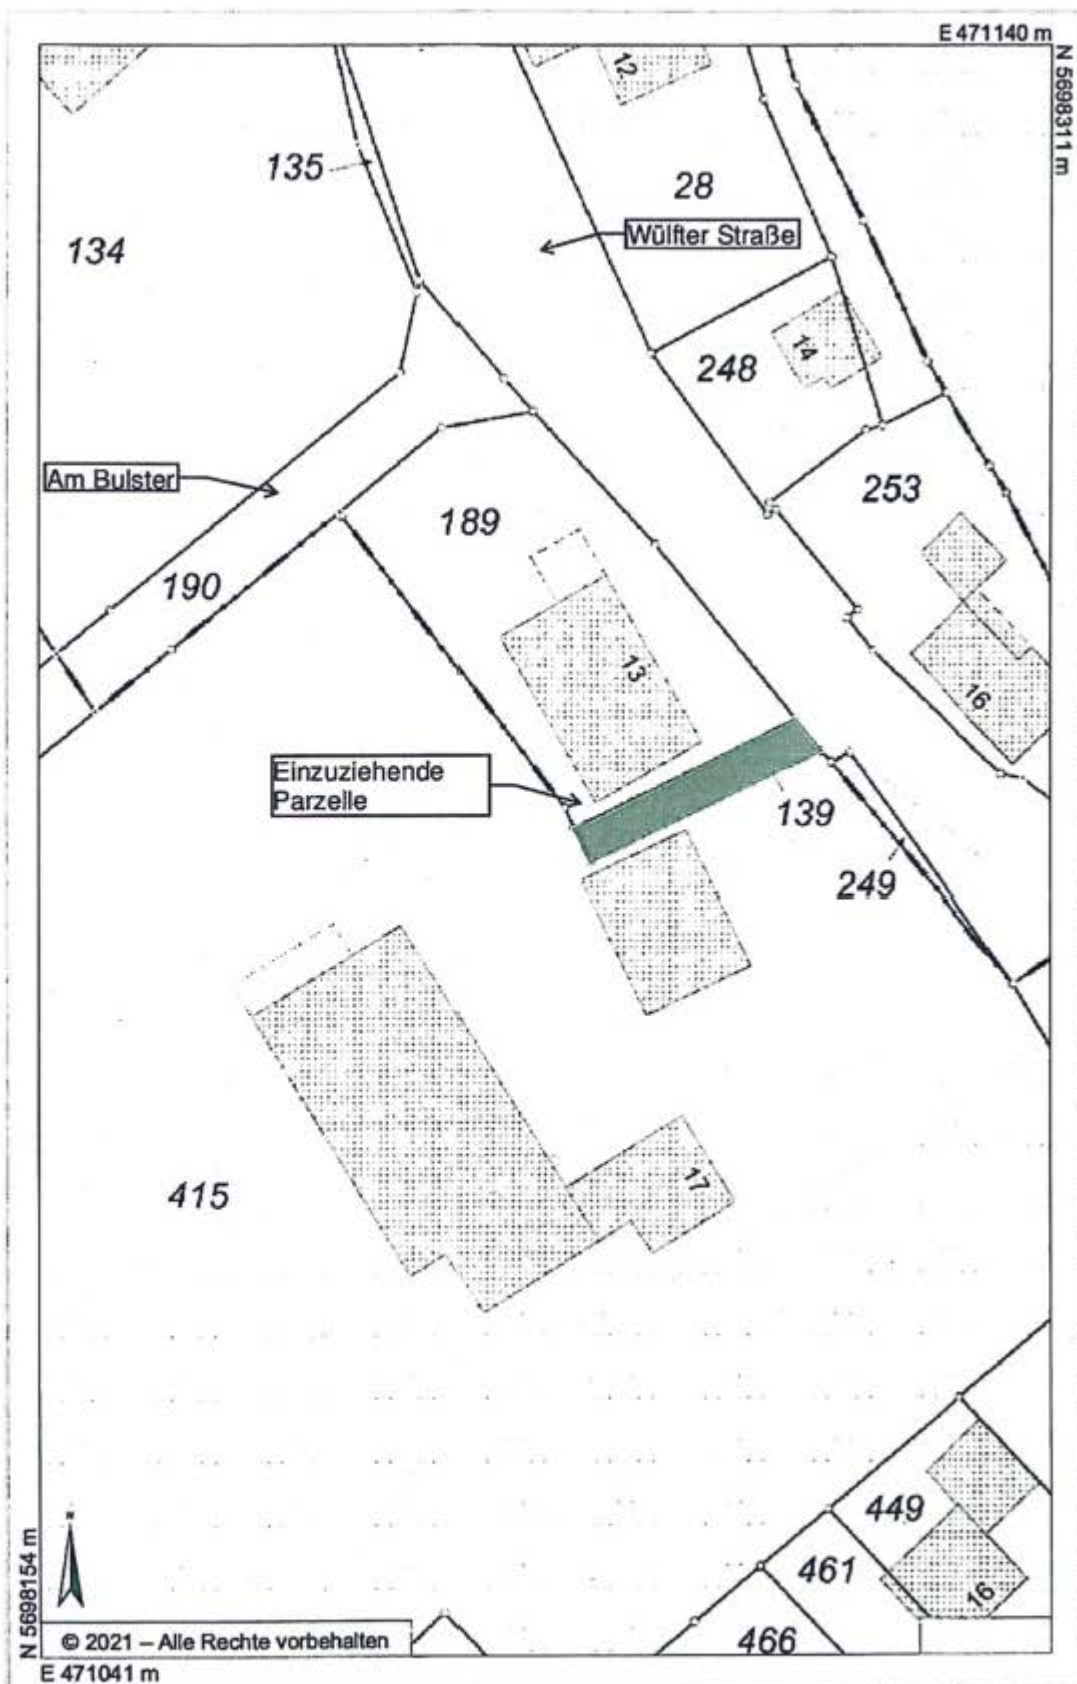 E 471140 m
N 5698311 m
12
135
28
134
Wülfter Straße
14
248
Am Bulster
253
189
190
13
16
Einzuziehende
Parzelle
139
249
415
17
449
461
16
466
N 5698154 m
N
© 2021 – Alle Rechte vorbehalten
E 471041 m